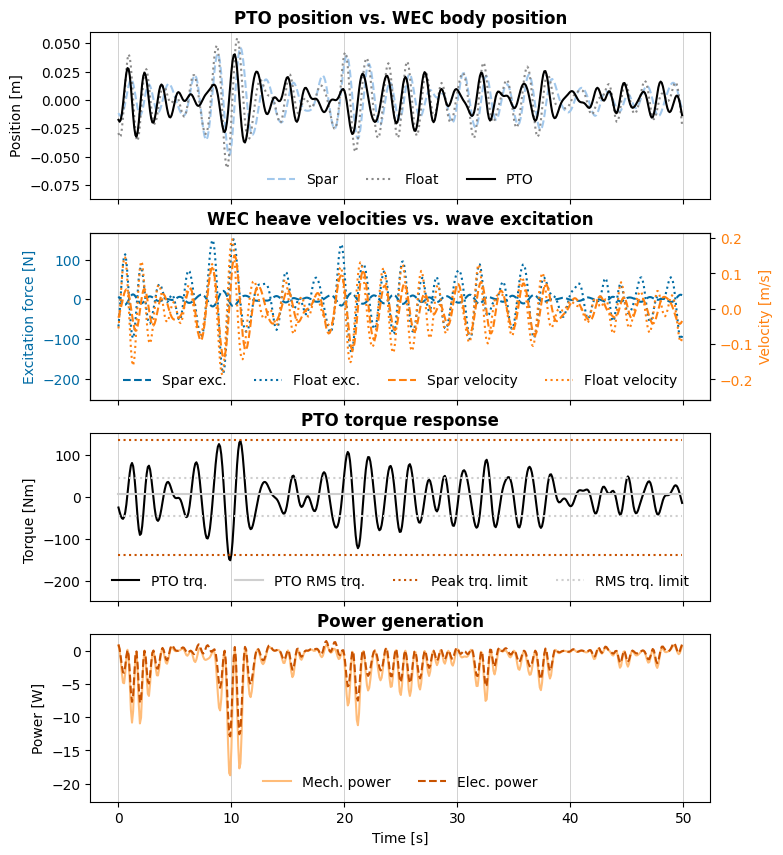 PTO position vs. WEC body position
Position [m]
0.050
0.025
0.000
−0.025
−0.050
−0.075
Spar Float PTO
WEC heave velocities vs. wave excitation
Excitation force [N]
100
0
−100
−200
0.2
0.1
0.0
−0.1
−0.2
Velocity [m/s]
Spar exc. Float exc. Spar velocity Float velocity
PTO torque response
Torque [Nm]
100
0
−100
−200
PTO trq. PTO RMS trq. Peak trq. limit RMS trq. limit
Power generation
Power [W]
0
−5
−10
−15
−20
Mech. power Elec. power
0 10 20 30 40 50
Time [s]